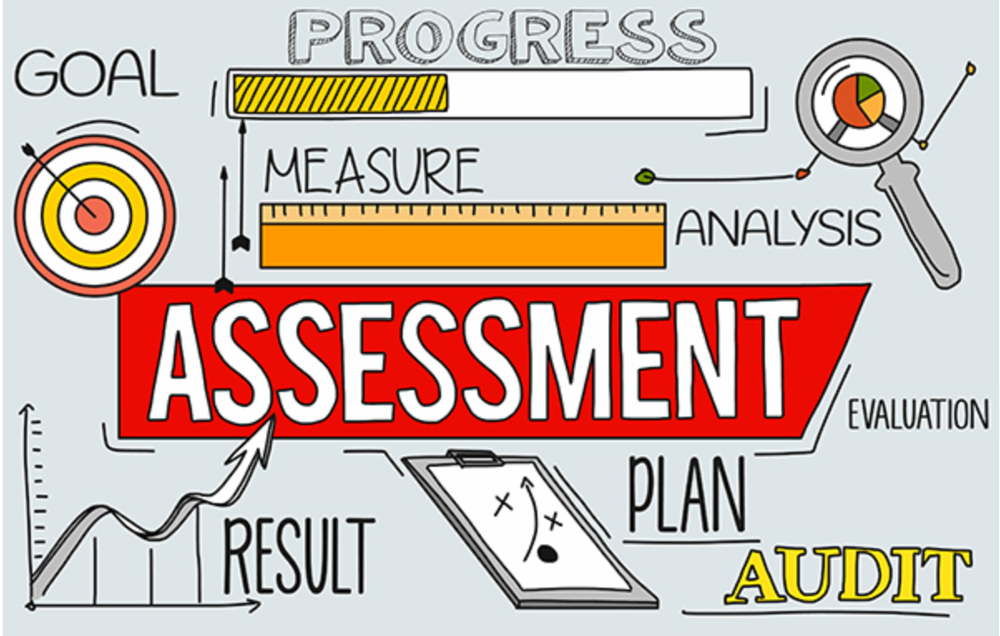 PROGRESS
GOAL
MEASURE
ANALYSIS
ASSESSMENT
EVALUATION
PLAN
RESULT
AUDIT